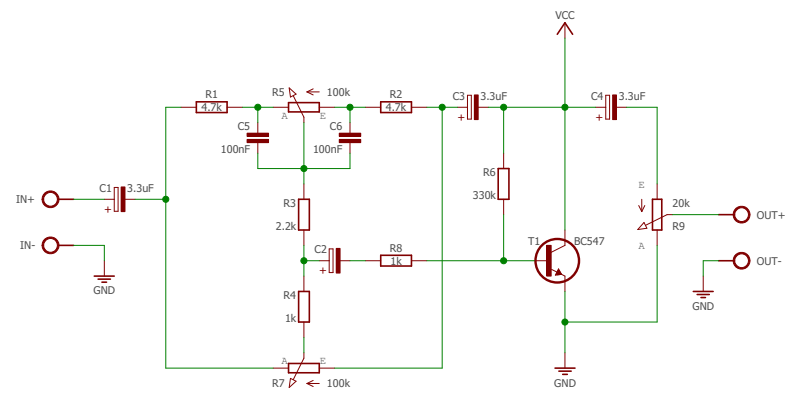 VCC
R1
4.7k
R5
100k
A
E
R2
4.7k
C3
3.3uF
+
C4
3.3uF
+
C5
100nF
C6
100nF
R6
330k
IN+
C1
3.3uF
+
R3
2.2k
E
20k
R9
A
OUT+
IN-
GND
C2
+
R8
1k
T1
BC547
OUT-
GND
R4
1k
A
E
R7
100k
GND